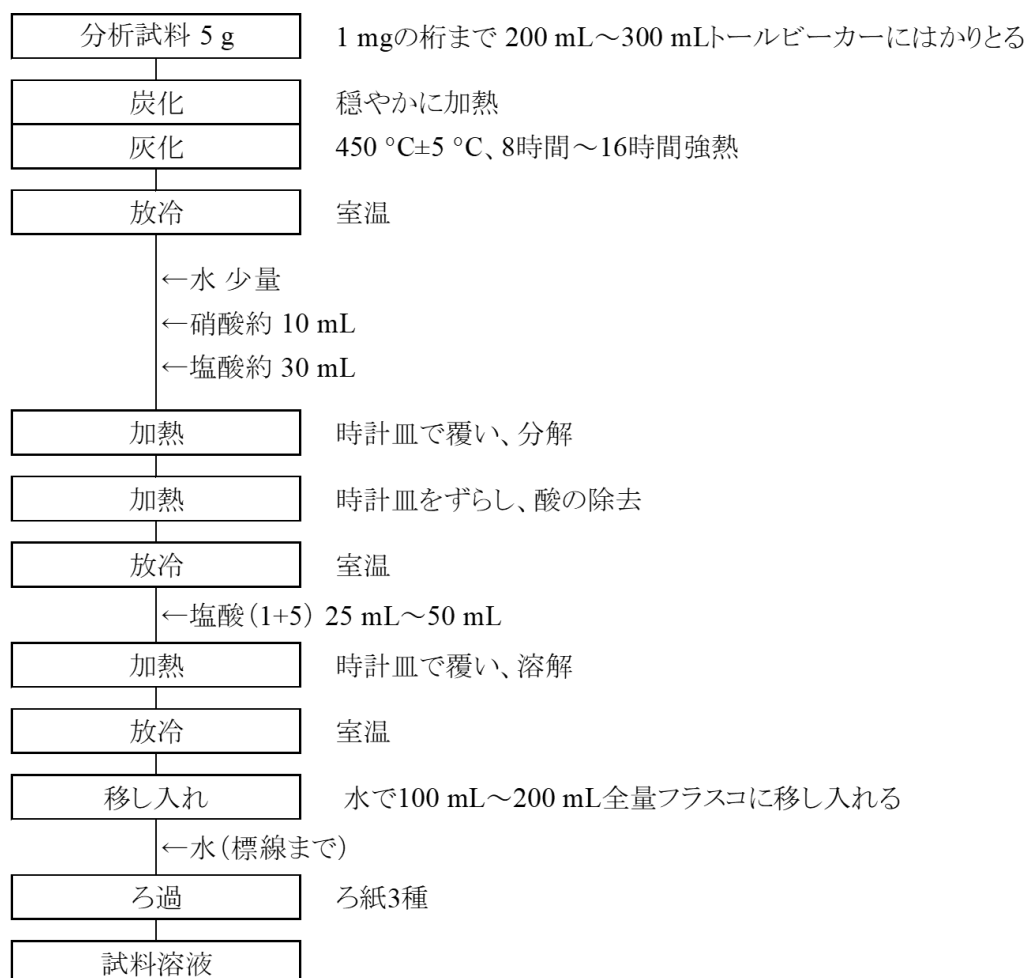 分析試料 5 g 1 mgの桁まで 200 mL～300 mLトールビーカーにはかりとる
炭化 穏やかに加熱
灰化 450 °C±5 °C、8時間～16時間強熱
放冷 室温
←水 少量
←硝酸約 10 mL
←塩酸約 30 mL
加熱 時計皿で覆い、分解
加熱 時計皿をずらし、酸の除去
放冷 室温
←塩酸(1+5) 25 mL～50 mL
加熱 時計皿で覆い、溶解
放冷 室温
移し入れ 水で100 mL～200 mL全量フラスコに移し入れる
←水(標線まで)
ろ過 ろ紙3種
試料溶液